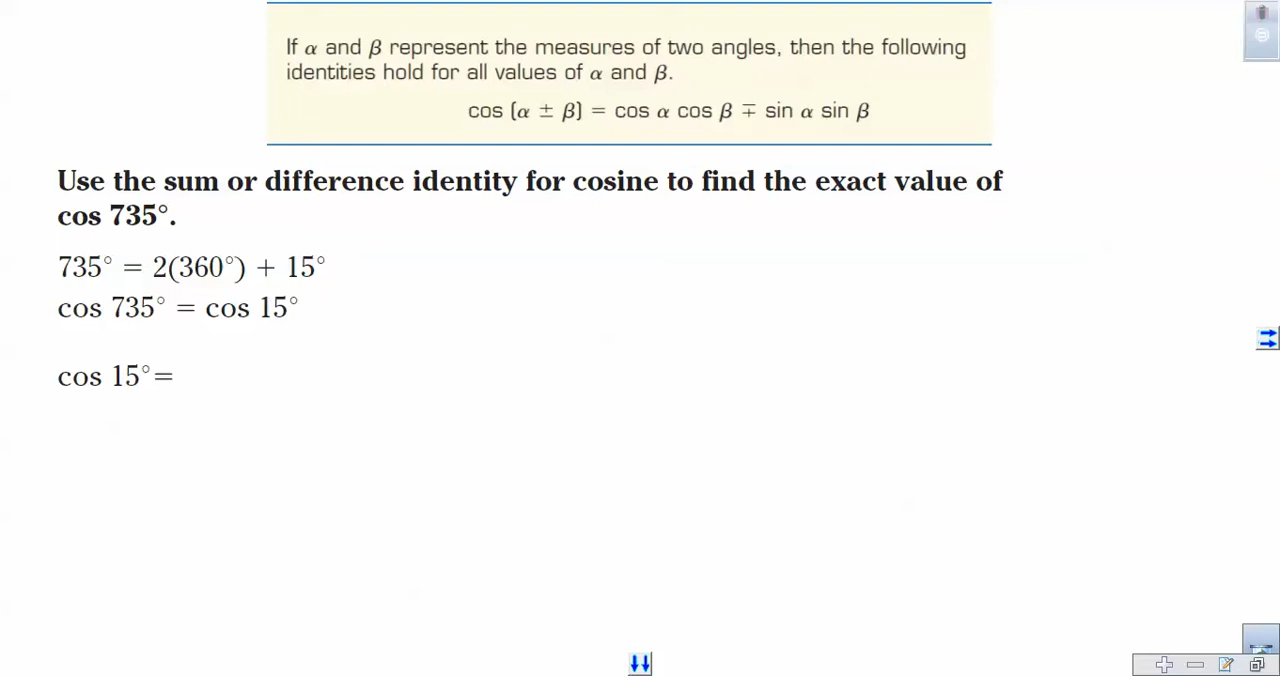 If α and β represent the measures of two angles, then the following
identities hold for all values of α and β.
cos (α ± β) = cos α cos β ∓ sin α sin β
Use the sum or difference identity for cosine to find the exact value of
cos 735°.
735° = 2(360°) + 15°
cos 735° = cos 15°
cos 15°=